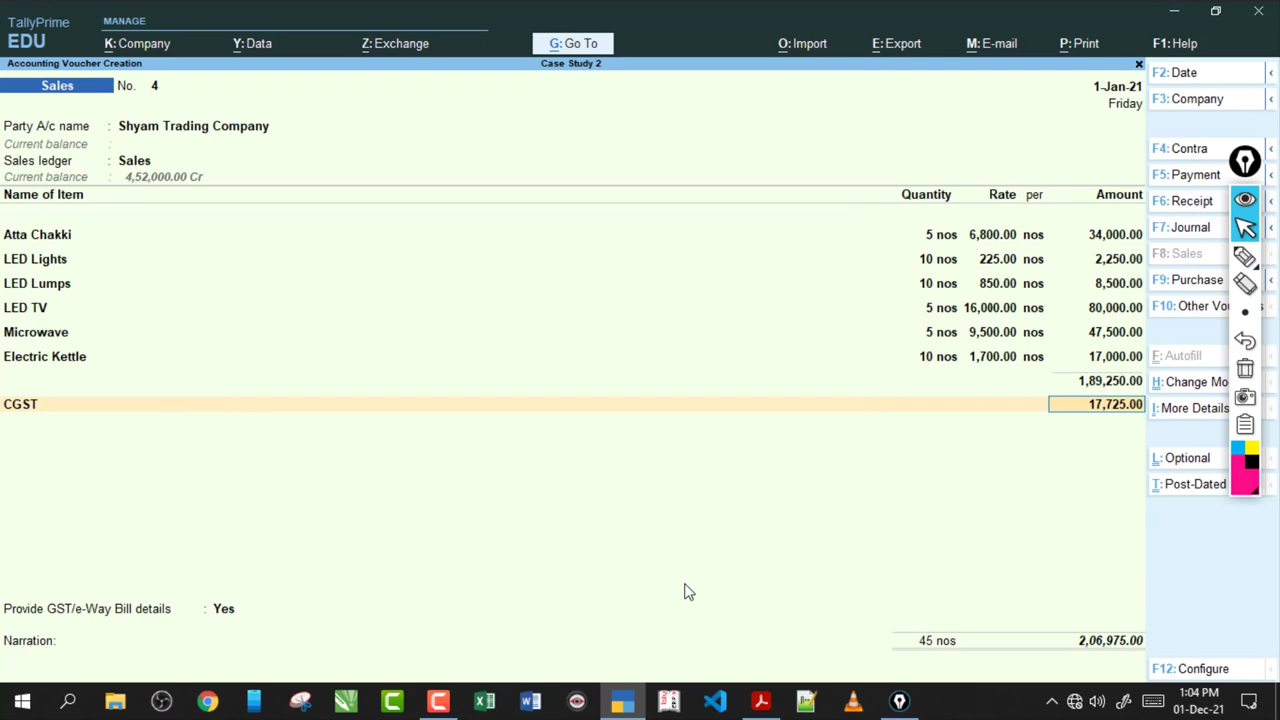 TallyPrime
EDU
MANAGE
K: Company
Y: Data
Z: Exchange
G: Go To
O: Import
E: Export
M: E-mail
P: Print
F1: Help
Accounting Voucher Creation
Case Study 2
Sales No. 4
1-Jan-21
Friday
Party A/c name : Shyam Trading Company
Current balance :
Sales ledger : Sales
Current balance : 4,52,000.00 Cr
Name of Item Quantity Rate per Amount
Atta Chakki 5 nos 6,800.00 nos 34,000.00
LED Lights 10 nos 225.00 nos 2,250.00
LED Lumps 10 nos 850.00 nos 8,500.00
LED TV 5 nos 16,000.00 nos 80,000.00
Microwave 5 nos 9,500.00 nos 47,500.00
Electric Kettle 10 nos 1,700.00 nos 17,000.00
1,89,250.00
CGST 17,725.00
Provide GST/e-Way Bill details : Yes
Narration:
45 nos 2,06,975.00
F2: Date
F3: Company
F4: Contra
F5: Payment
F6: Receipt
F7: Journal
F8: Sales
F9: Purchase
F10: Other Vo
F: Autofill
H: Change Mo
I: More Details
L: Optional
T: Post-Dated
F12: Configure
1:04 PM
01-Dec-21